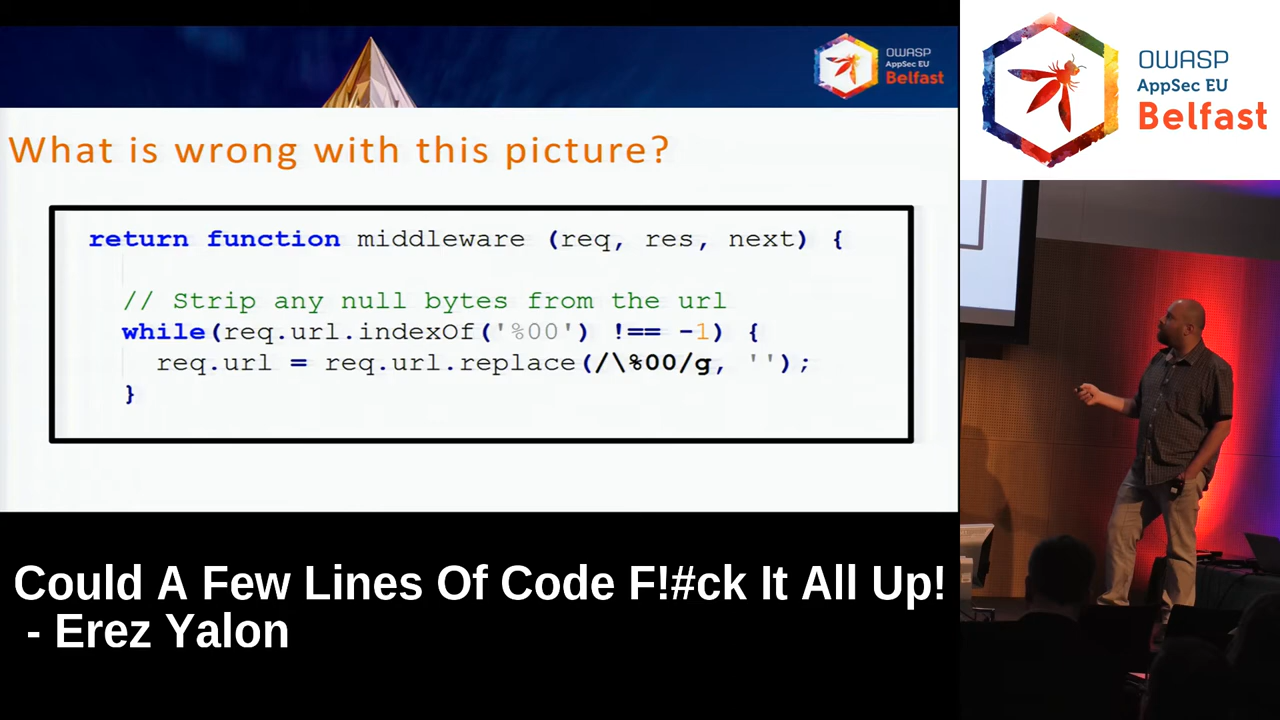 OWASP
AppSec EU
Belfast
OWASP
AppSec EU
Belfast
What is wrong with this picture?
return function middleware (req, res, next) {
// Strip any null bytes from the url
while(req.url.indexOf('%00') !== -1) {
req.url = req.url.replace(/\%00/g, '');
}
Could A Few Lines Of Code F!#ck It All Up!
- Erez Yalon